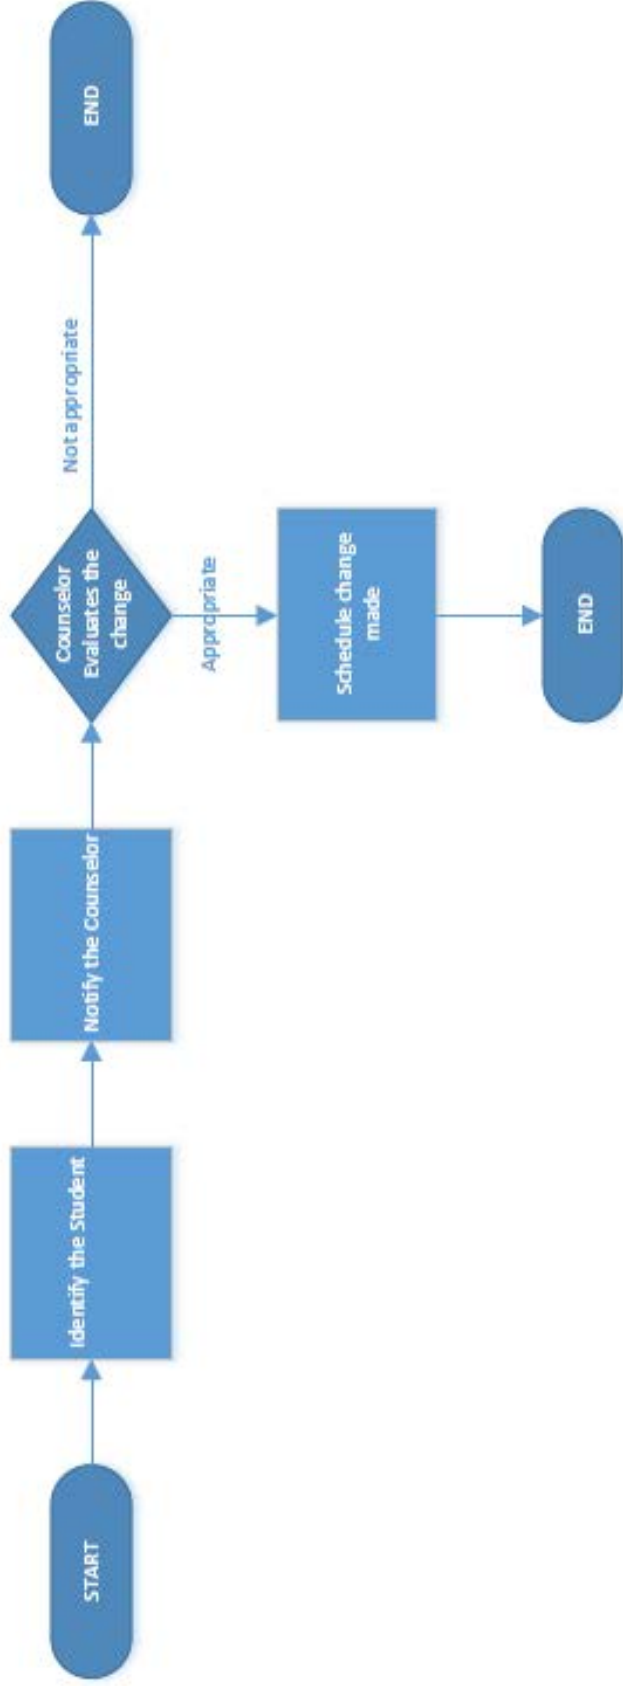 START
Identify the Student
Notify the Counselor
Counselor
Evaluates the
change
Not appropriate
END
Appropriate
Schedule change
made
END